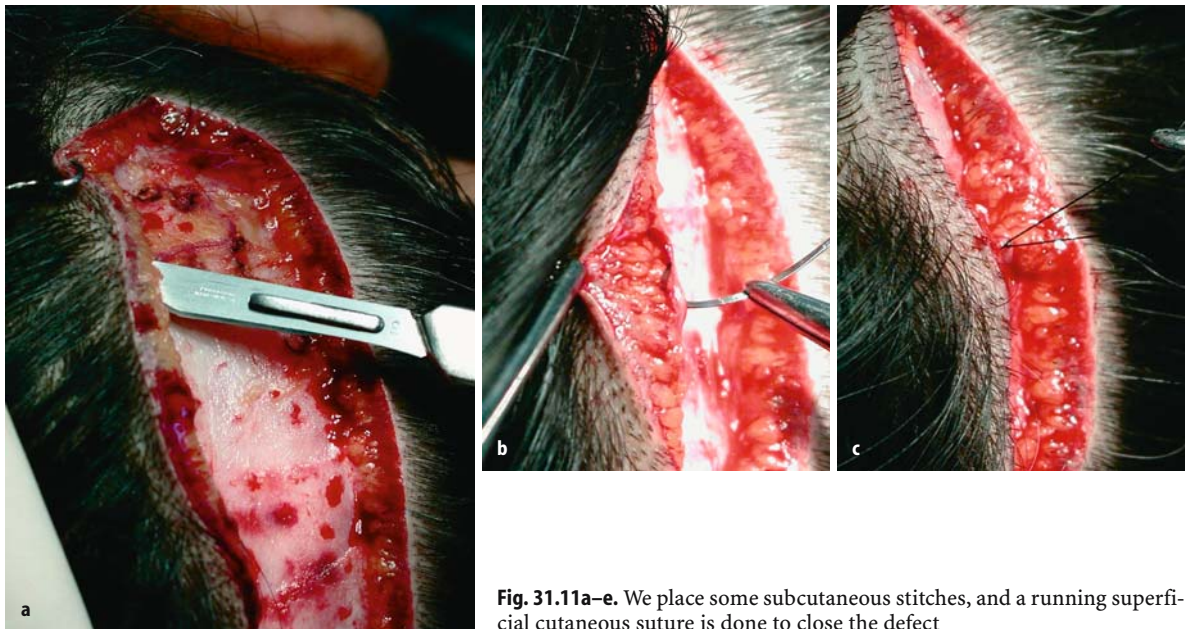 a
b
c
Fig. 31.11a–e. We place some subcutaneous stitches, and a running superfi-
cial cutaneous suture is done to close the defect